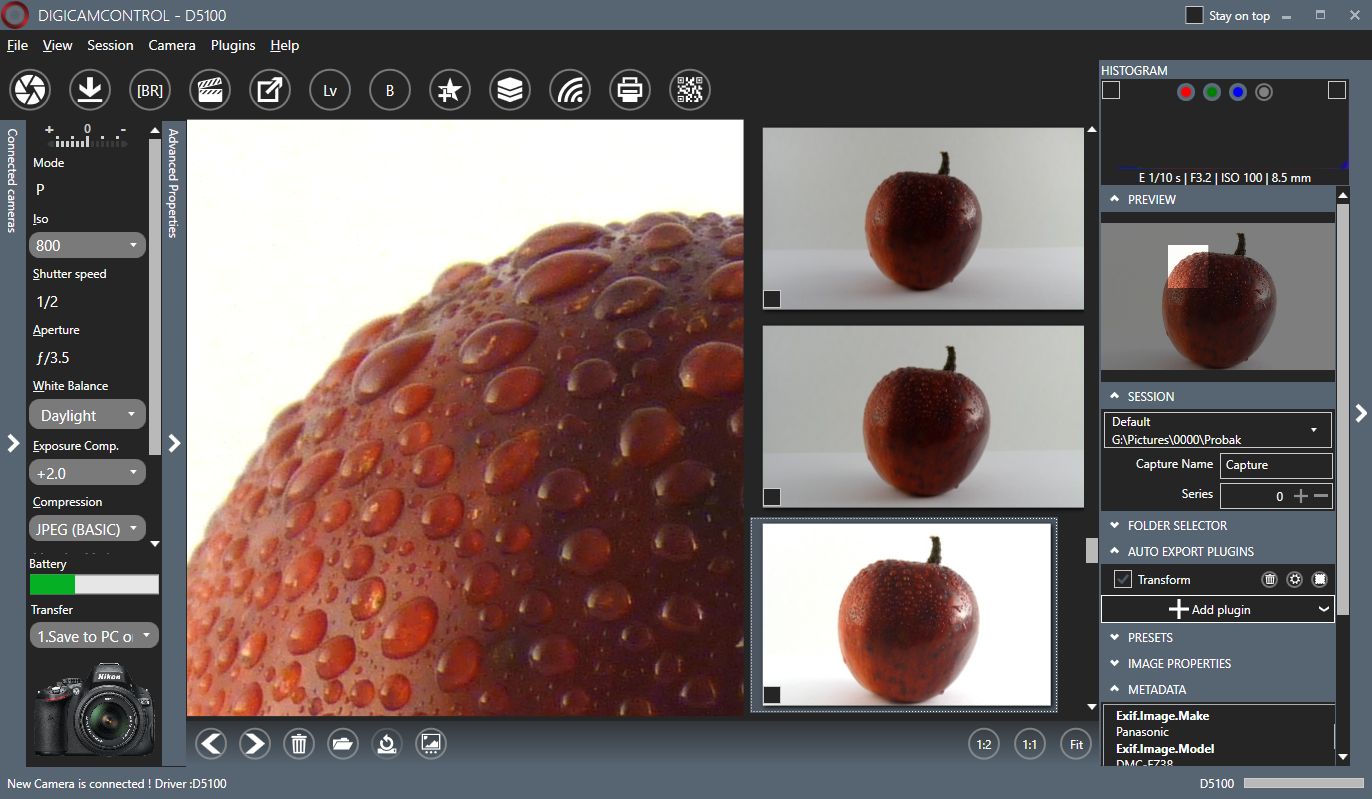 DIGICAMCONTROL - D5100
Stay on top
File View Session Camera Plugins Help
[BR]
Lv
B
Connected cameras
+ 0 -
Mode
P
Iso
800
Shutter speed
1/2
Aperture
ƒ/3.5
White Balance
Daylight
Exposure Comp.
+2.0
Compression
JPEG (BASIC)
Battery
Transfer
1.Save to PC or
Nikon
Advanced Properties
1:2
1:1
Fit
HISTOGRAM
E 1/10 s | F3.2 | ISO 100 | 8.5 mm
PREVIEW
SESSION
Default
G:\Pictures\0000\Probak
Capture Name Capture
Series 0
FOLDER SELECTOR
AUTO EXPORT PLUGINS
Transform
Add plugin
PRESETS
IMAGE PROPERTIES
METADATA
Exif.Image.Make
Panasonic
Exif.Image.Model
DMC-FZ38
New Camera is connected ! Driver :D5100
D5100